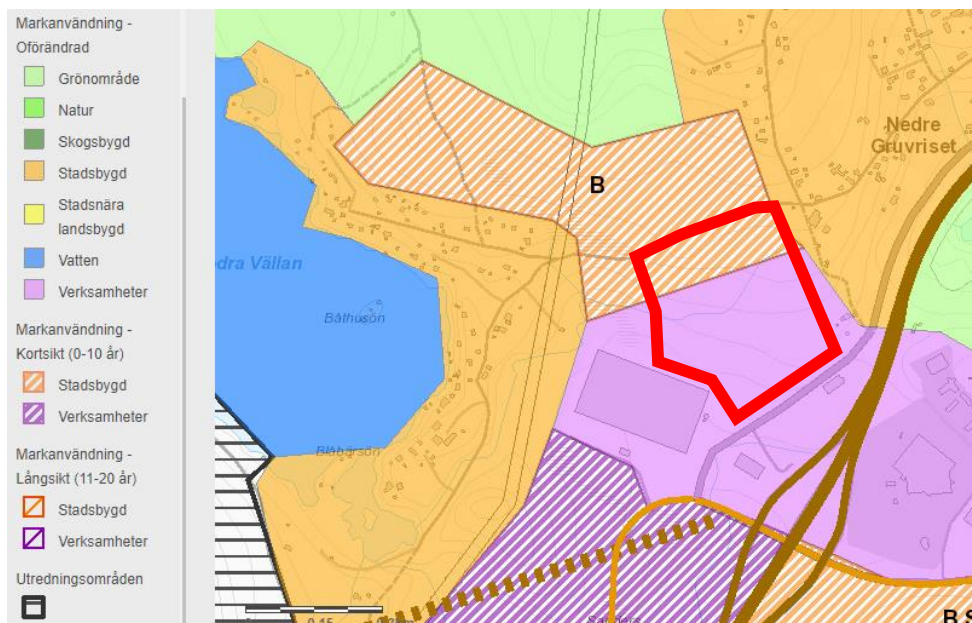 Markanvändning -
Oförändrad
Grönområde
Natur
Skogsbygd
Stadsbygd
Stadsnära
landsbygd
Vatten
Verksamheter
Markanvändning -
Kortsikt (0-10 år)
Stadsbygd
Verksamheter
Markanvändning -
Långsikt (11-20 år)
Stadsbygd
Verksamheter
Utredningsområden
Nedre
Gruvriset
B
dra Vällan
Båthusön
Blåbärsön
0.15
B S